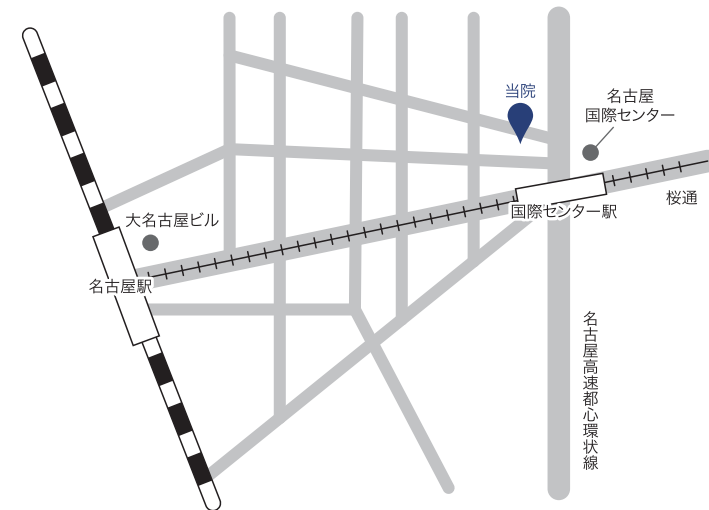 当院
名古屋
国際センター
桜通
国際センター駅
大名古屋ビル
名古屋駅
名古屋高速都心環状線